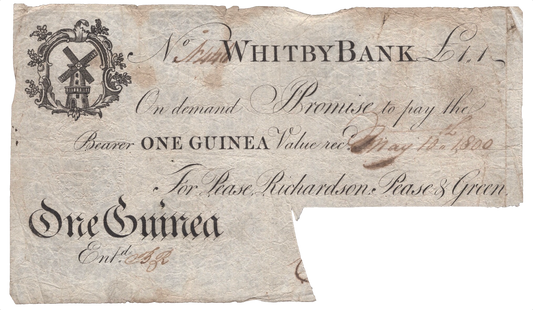 No WHITBY BANK £1,1
On demand I Promise to pay the
Bearer ONE GUINEA Value recd. May 13th 1800
For Pease, Richardson, Pease & Green,
One Guinea
Entd.